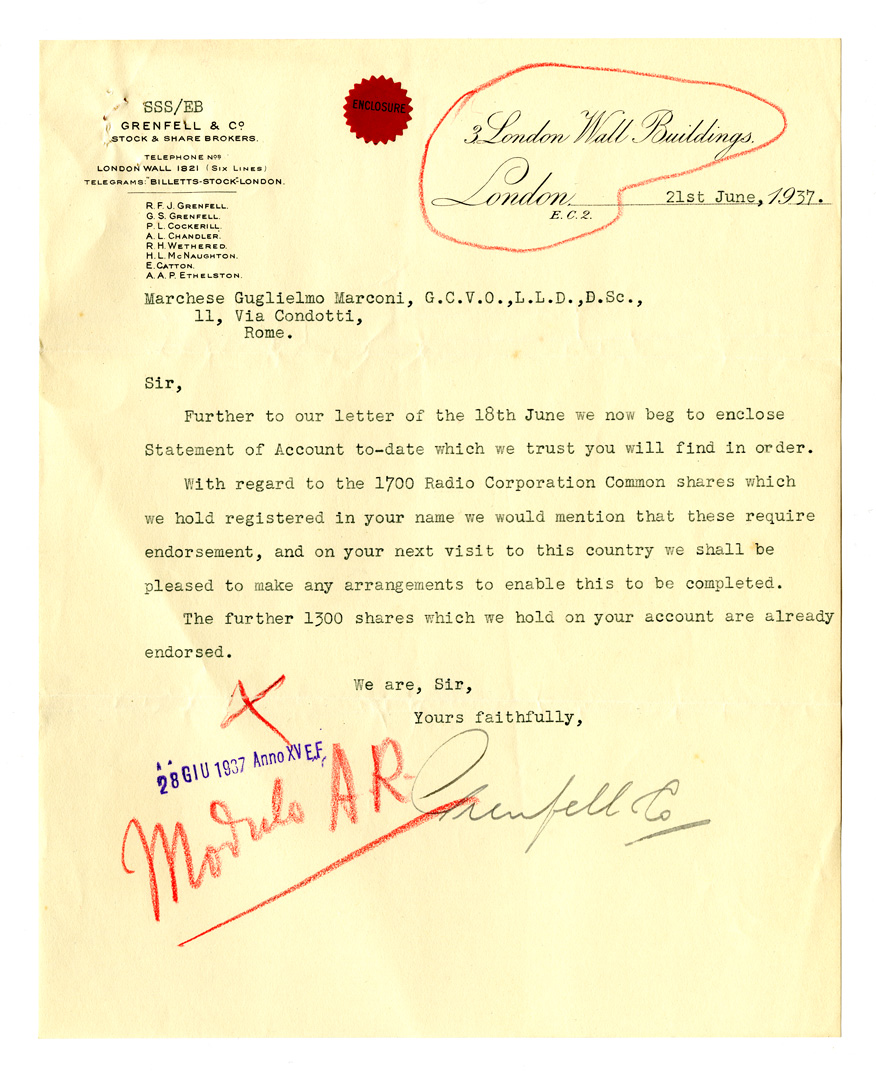 SSS/EB
GRENFELL & Co
STOCK & SHARE BROKERS.
TELEPHONE Nos
LONDON WALL 1821 (SIX LINES)
TELEGRAMS: "BILLETTS-STOCK-LONDON.
R. F. J. GRENFELL.
G. S. GRENFELL.
P. L. COCKERILL.
A. L. CHANDLER.
R. H. WETHERED.
H. L. McNAUGHTON.
E. CATTON.
A. A. P. ETHELSTON.
ENCLOSURE
3, London Wall Buildings.
London,
E.C.2.
21st June, 1937.
Marchese Guglielmo Marconi, G.C.V.O.,L.L.D.,D.Sc.,
11, Via Condotti,
Rome.
Sir,
Further to our letter of the 18th June we now beg to enclose
Statement of Account to-date which we trust you will find in order.
With regard to the 1700 Radio Corporation Common shares which
we hold registered in your name we would mention that these require
endorsement, and on your next visit to this country we shall be
pleased to make any arrangements to enable this to be completed.
The further 1300 shares which we hold on your account are already
endorsed.
We are, Sir,
Yours faithfully,
28 GIU 1937 Anno XV E.F.
Modulo AR-
Grenfell Co